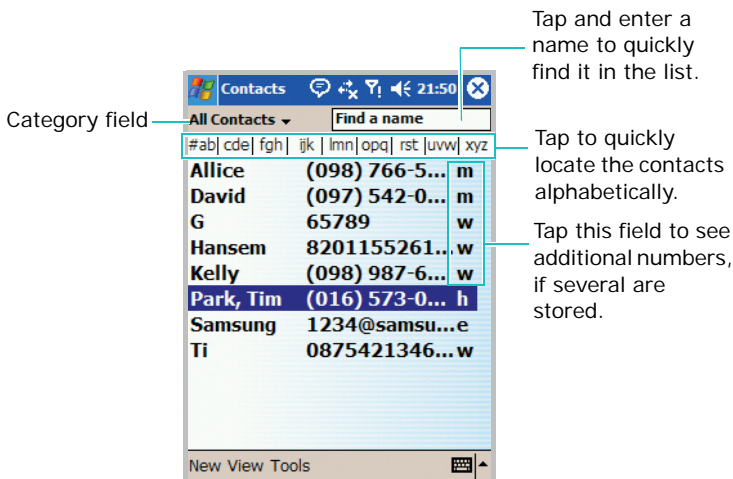 Tap and enter a
name to quickly
find it in the list.
Contacts 21:50
Category field
All Contacts Find a name
#ab cde fgh ijk lmn opq rst uvw xyz
Tap to quickly
locate the contacts
alphabetically.
Allice (098) 766-5... m
David (097) 542-0... m
G 65789 w
Hansem 8201155261... w
Kelly (098) 987-6... w
Park, Tim (016) 573-0... h
Samsung 1234@samsu... e
Ti 0875421346... w
Tap this field to see
additional numbers,
if several are
stored.
New View Tools